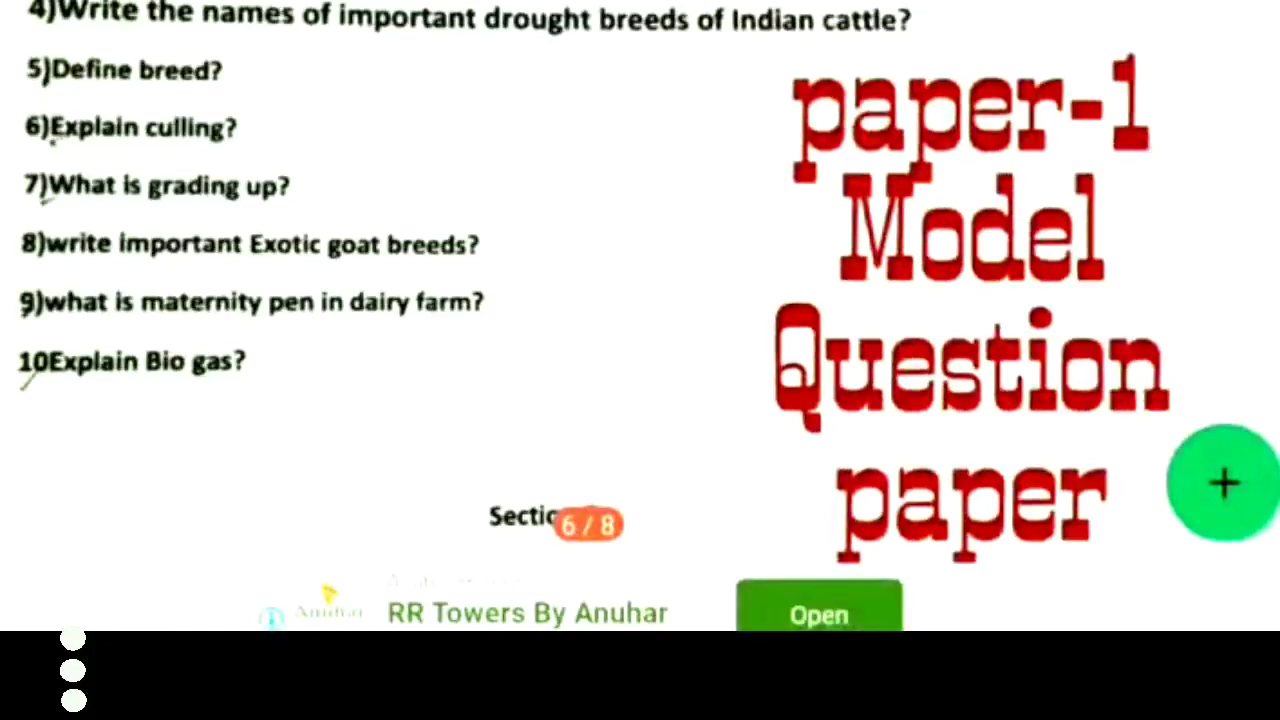 4)Write the names of important drought breeds of Indian cattle?
5)Define breed?
6)Explain culling?
7)What is grading up?
8)write important Exotic goat breeds?
9)what is maternity pen in dairy farm?
10Explain Bio gas?
paper-1
Model
Question
paper
+
6 / 8
Anuhar
RR Towers By Anuhar
Open